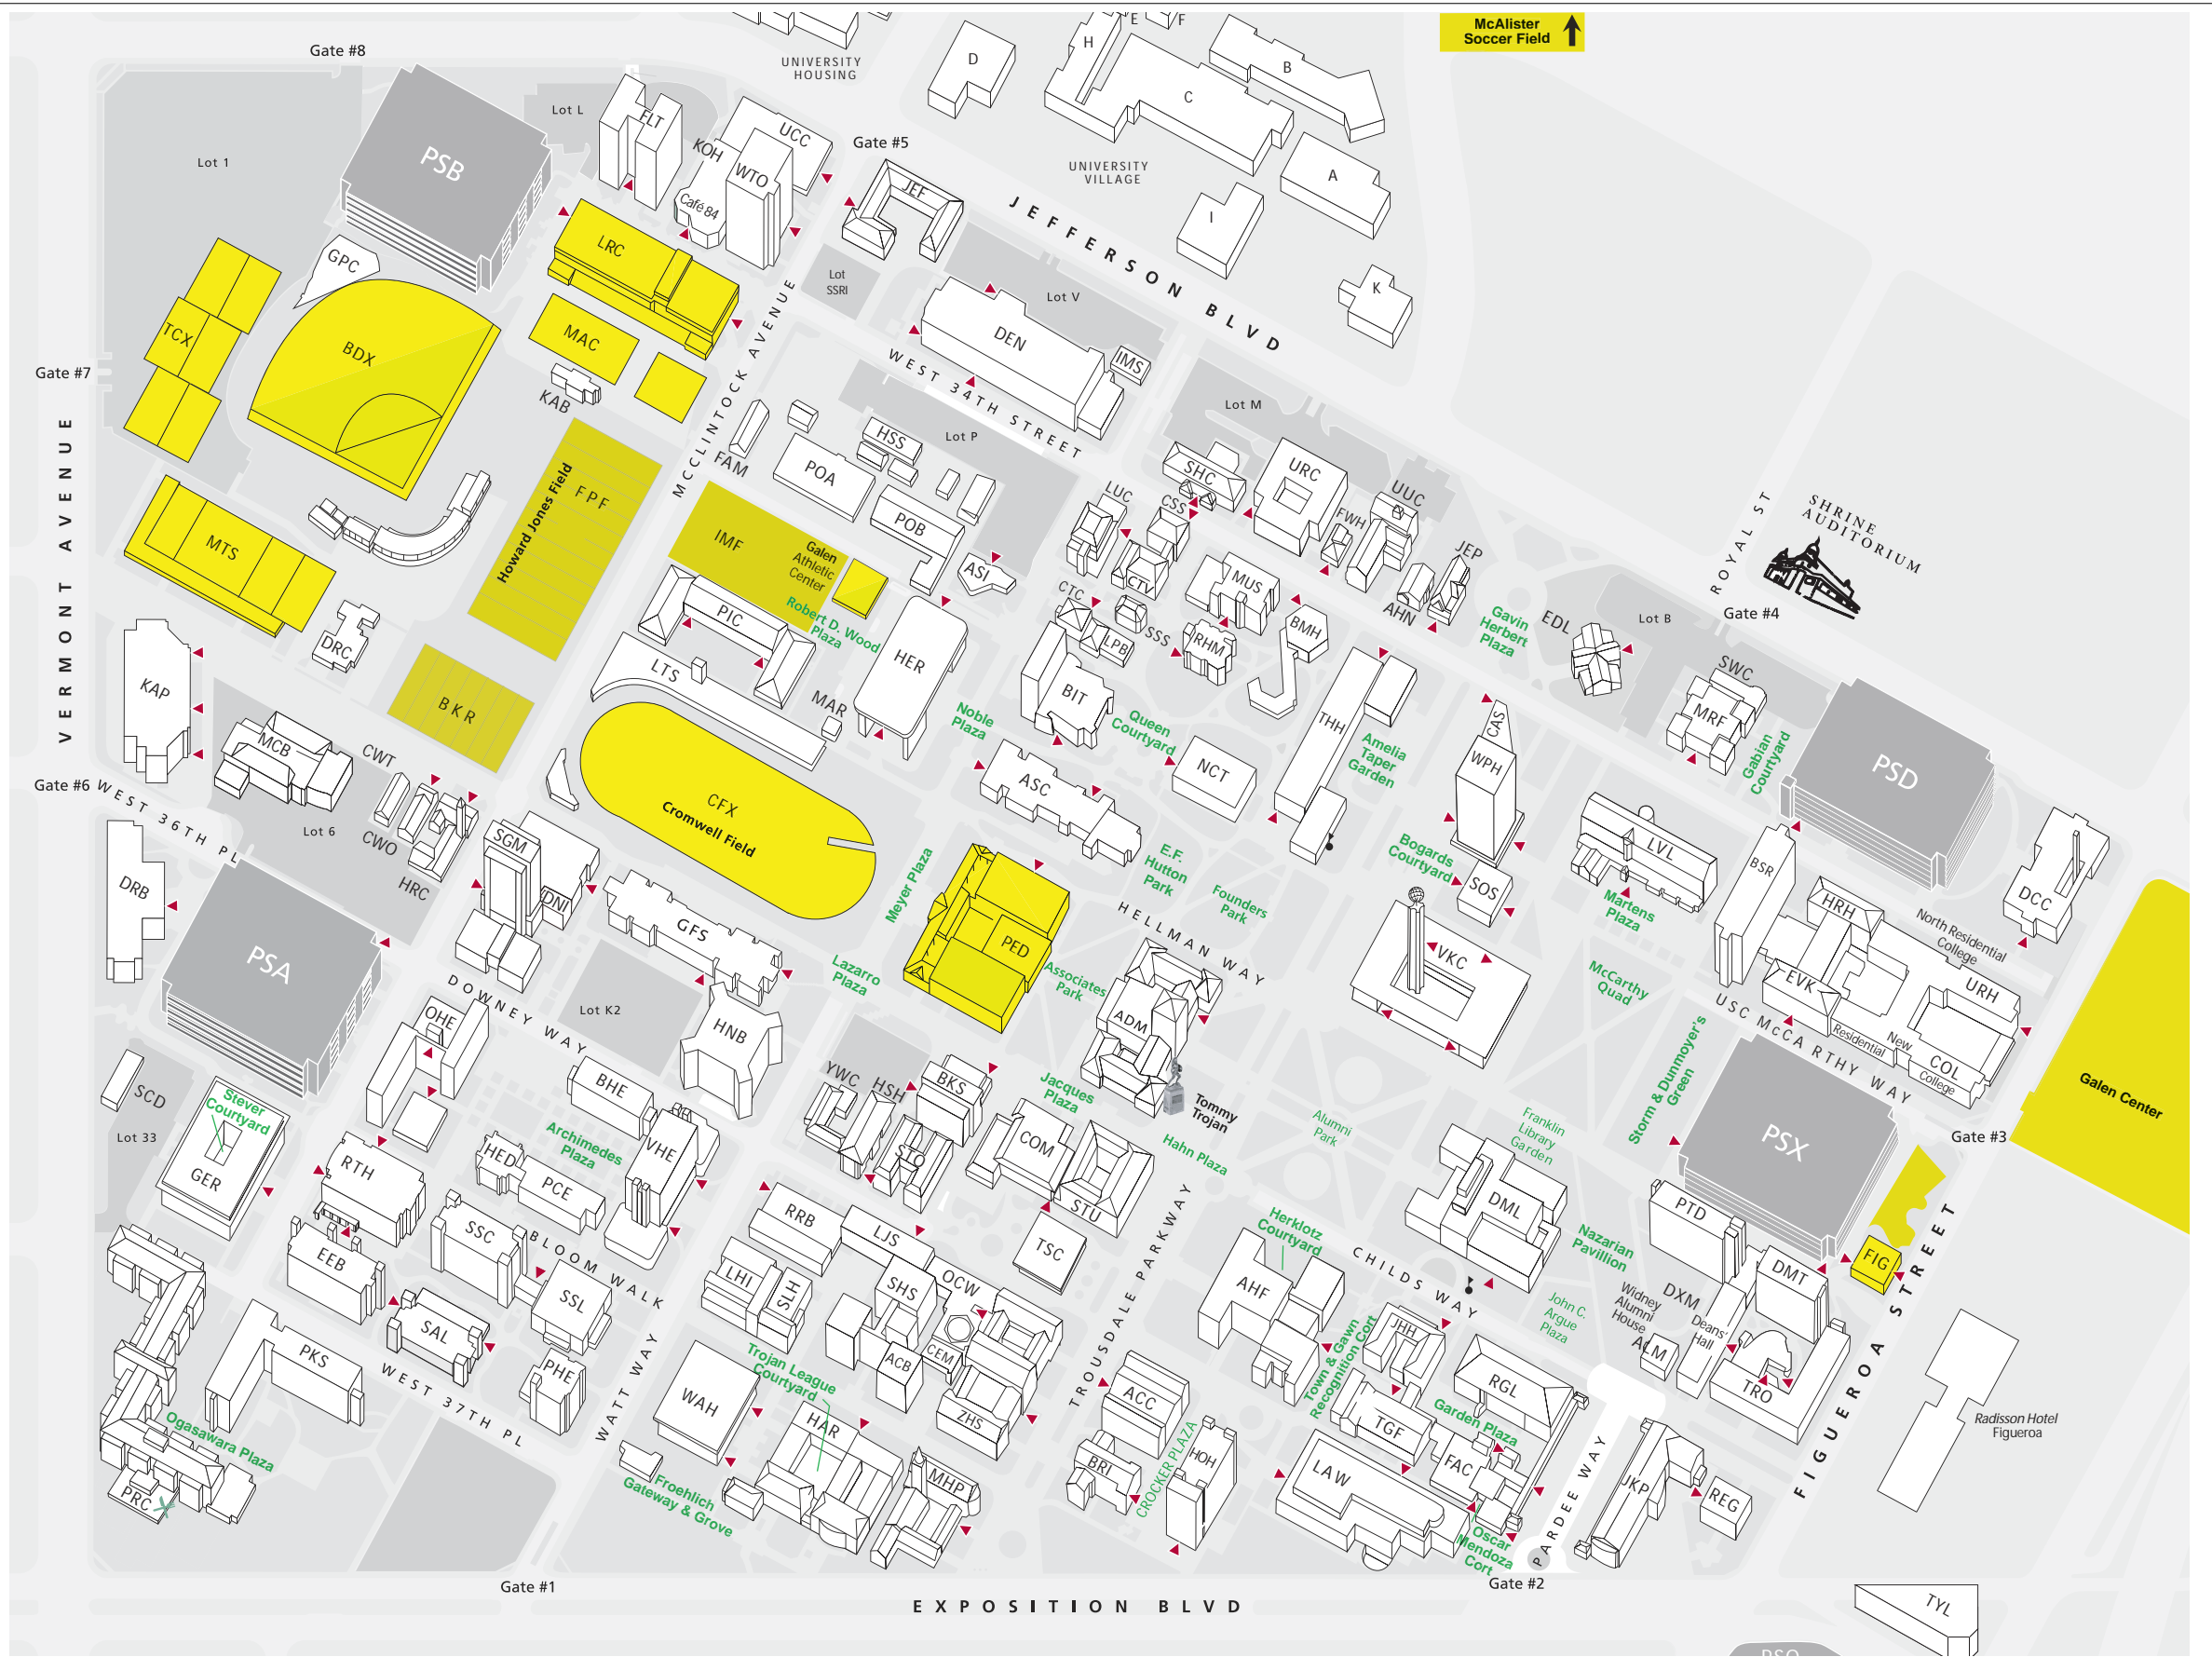 McAlister
Soccer Field
Gate #8
UNIVERSITY
HOUSING
D
H
E
F
B
C
A
I
K
UNIVERSITY
VILLAGE
Lot L
FLT
KOH
UCC
WTO
Café 84
Gate #5
JEF
Lot 1
PSB
GPC
LRC
Lot
SSRI
Lot V
JEFFERSON BLVD
TCX
BDX
MAC
KAB
DEN
IMS
MCCLINTOCK AVENUE
WEST 34TH STREET
Gate #7
VERMONT AVENUE
Lot M
Lot P
FAM
HSS
POA
POB
ASI
SHC
URC
UUC
LUC
CSS
FWH
JEP
AHN
CTV
CTC
SSS
LPB
MUS
RHM
BMH
ROYAL ST
SHRINE
AUDITORIUM
Gate #4
MTS
Howard Jones Field
FPF
IMF
Galen
Athletic
Center
Robert D. Wood
Plaza
PIC
LTS
MAR
HER
DRC
BKR
KAP
MCB
CWT
CWO
HRC
Lot 6
Gate #6
WEST 36TH PL
Gavin
Herbert
Plaza
EDL
Lot B
SWC
MRF
Gabian
Courtyard
PSD
BIT
THH
CAS
WPH
Noble
Plaza
Queen
Courtyard
NCT
Amelia
Taper
Garden
ASC
CFX
Cromwell Field
SGM
DNI
GFS
DRB
PSA
Meyer Plaza
PED
E.F.
Hutton
Park
Founders
Park
HELLMAN WAY
Bogards
Courtyard
SOS
LVL
Martens
Plaza
BSR
HRH
DCC
North Residential
College
EVK
URH
New
Residential
COL
College
USC McCARTHY WAY
VKC
McCarthy
Quad
Lazarro
Plaza
Associates
Park
ADM
Lot K2
HNB
DOWNEY WAY
OHE
BHE
VHE
YWC
HSH
BKS
STO
Jacques
Plaza
COM
STU
Tommy
Trojan
Hahn Plaza
Alumni
Park
Franklin
Library
Garden
Storm & Dunmoyer's
Green
PSX
Gate #3
Galen Center
SCD
Lot 33
Stever
Courtyard
GER
RTH
HED
PCE
Archimedes
Plaza
EEB
SSC
SSL
SAL
PHE
BLOOM WALK
RRB
LJS
LHI
SLH
SHS
OCW
ACB
CEM
ZHS
TSC
TROUSDALE PARKWAY
Herklotz
Courtyard
AHF
CHILDS WAY
DML
Nazarian
Pavillion
John C.
Argue
Plaza
PTD
DMT
FIG
DXM
Widney
Alumni
House
ALM
Deans'
Hall
TRO
FIGUEROA STREET
Radisson Hotel
Figueroa
PKS
WEST 37TH PL
WATT WAY
Ogasawara Plaza
PRC
WAH
Trojan League
Courtyard
HAR
MHP
Froehlich
Gateway & Grove
ACC
BRI
CROCKER PLAZA
HOH
Town & Gawn
Recognition Cort
JHH
TGF
RGL
Garden Plaza
FAC
LAW
Oscar
Mendoza
Cort
PARDEE WAY
JKP
REG
Gate #1
Gate #2
EXPOSITION BLVD
TYL